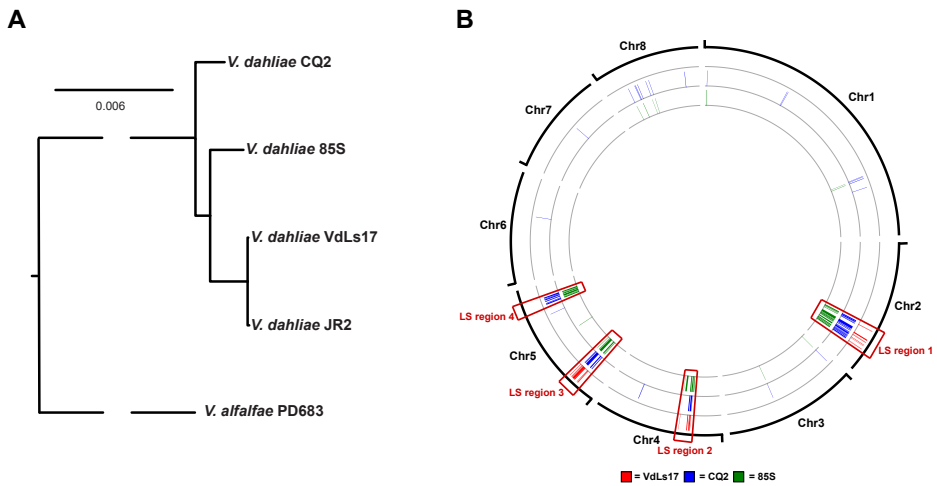 A
V. dahliae CQ2
0.006
V. dahliae 85S
V. dahliae VdLs17
V. dahliae JR2
V. alfalfae PD683
B
Chr8
Chr1
Chr7
Chr6
Chr2
LS region 4
LS region 1
Chr5
LS region 3
Chr3
Chr4
LS region 2
= VdLs17 = CQ2 = 85S